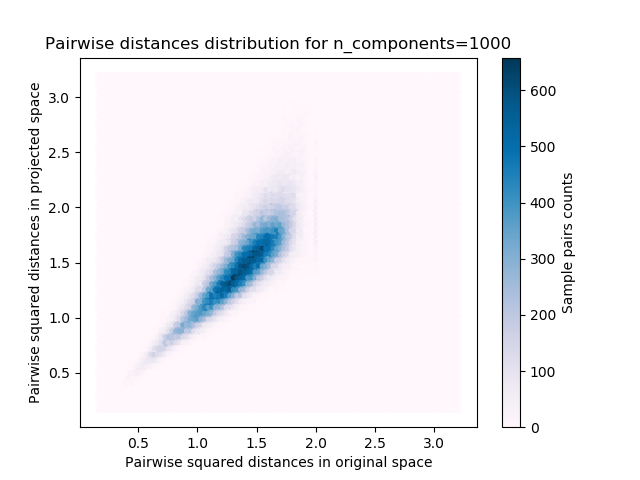 Pairwise distances distribution for n_components=1000
Pairwise squared distances in projected space
3.0
2.5
2.0
1.5
1.0
0.5
0.5 1.0 1.5 2.0 2.5 3.0
Pairwise squared distances in original space
600
500
400
300
200
100
0
Sample pairs counts